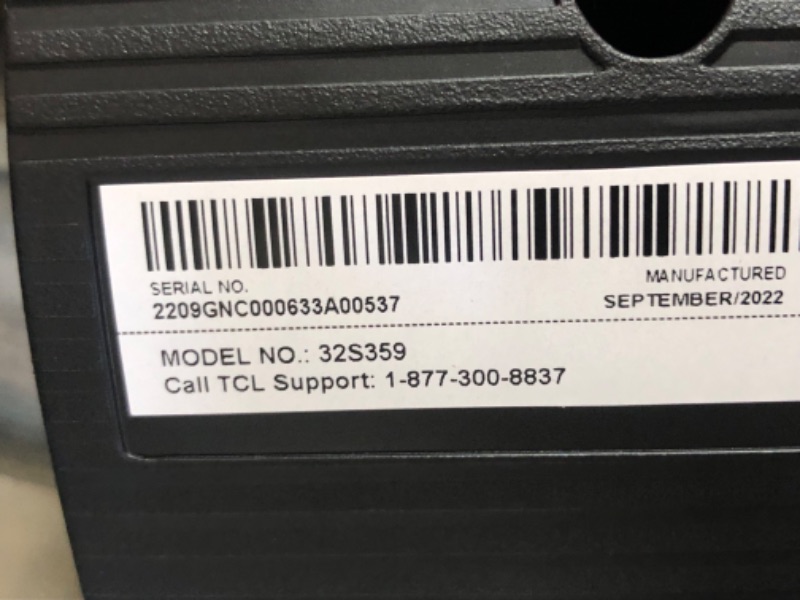 SERIAL NO.
2209GNC000633A00537
MANUFACTURED
SEPTEMBER/2022
MODEL NO.: 32S359
Call TCL Support: 1-877-300-8837